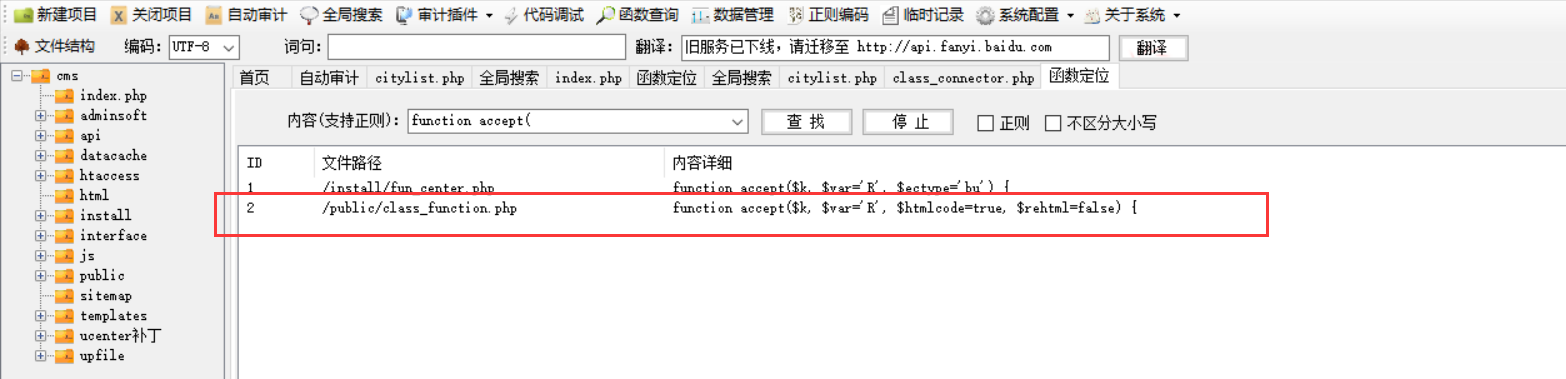 新建项目 关闭项目 自动审计 全局搜索 审计插件 代码调试 函数查询 数据管理 正则编码 临时记录 系统配置 关于系统
文件结构 编码: UTF-8 词句: 翻译: 旧服务已下线，请迁移至 http://api.fanyi.baidu.com 翻译
cms
index.php
adminsoft
api
datacache
htaccess
html
install
interface
js
public
sitemap
templates
ucenter补丁
upfile
首页 自动审计 citylist.php 全局搜索 index.php 函数定位 全局搜索 citylist.php class_connector.php 函数定位
内容(支持正则): function accept( 查 找 停 止 正则 不区分大小写
ID 文件路径 内容详细
1 /install/fun_center.php function accept($k, $var='R', $ectype='bu') {
2 /public/class_function.php function accept($k, $var='R', $htmlcode=true, $rehtml=false) {